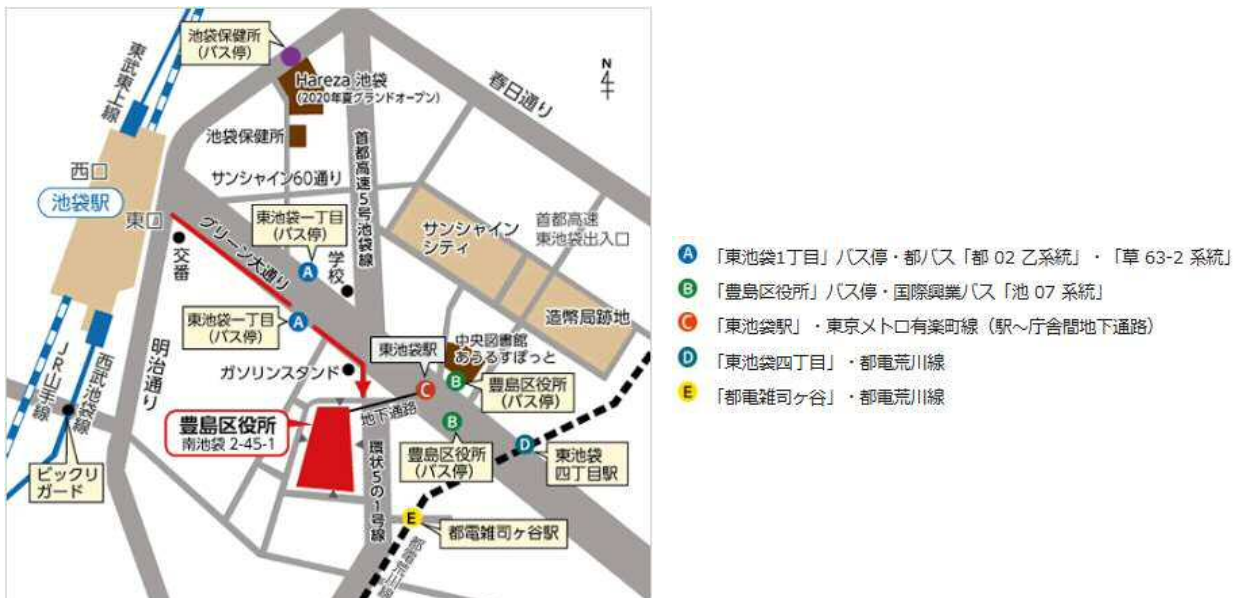 池袋保健所
(バス停)
東武東上線
Hareza 池袋
(2020年夏グランドオープン)
N
春日通り
池袋保健所
首都高速5号池袋線
西口
池袋駅
東口
サンシャイン60通り
東池袋一丁目
(バス停)
グリーン大通り
交番
A
学校
サンシャイン
シティ
首都高速
東池袋出入口
造幣局跡地
東池袋一丁目
(バス停)
A
明治通り
JR山手線
西武池袋線
ガソリンスタンド
東池袋駅
中央図書館
あうるすぽっと
C
B
豊島区役所
(バス停)
地下通路
豊島区役所
南池袋 2-45-1
B
豊島区役所
(バス停)
D
東池袋
四丁目駅
環状5の1号線
ビックリ
ガード
E
都電雑司ヶ谷駅
都電荒川線
A 「東池袋1丁目」バス停・都バス「都 02 乙系統」・「草 63-2 系統」
B 「豊島区役所」バス停・国際興業バス「池 07 系統」
C 「東池袋駅」・東京メトロ有楽町線（駅～庁舎間地下通路）
D 「東池袋四丁目」・都電荒川線
E 「都電雑司ヶ谷」・都電荒川線